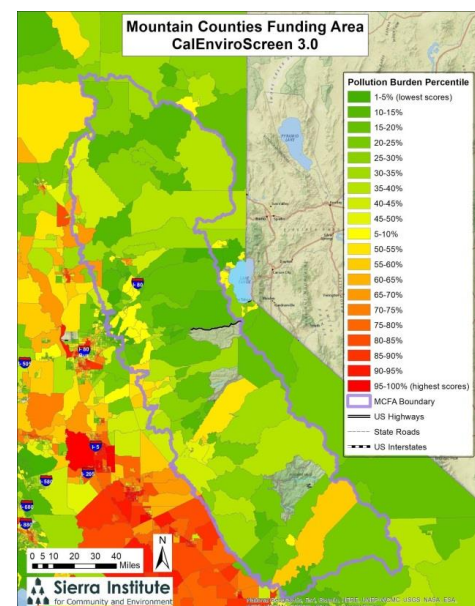 Mountain Counties Funding Area
CalEnviroScreen 3.0
Pollution Burden Percentile
1-5% (lowest scores)
10-15%
15-20%
20-25%
25-30%
30-35%
35-40%
40-45%
45-50%
5-10%
50-55%
55-60%
60-65%
65-70%
70-75%
75-80%
80-85%
85-90%
90-95%
95-100% (highest scores)
MCFA Boundary
US Highways
State Roads
US Interstates
I-80
I-80
I-5
0 5 10 20 30 40
Miles
N
Sierra Institute
for Community and Environment